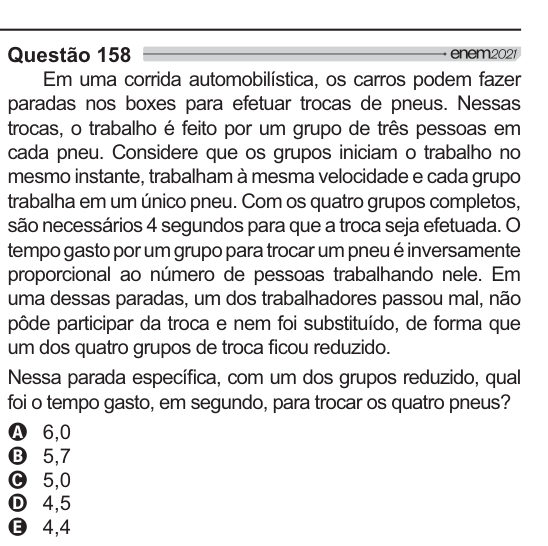 Questão 158 enem2021
Em uma corrida automobilística, os carros podem fazer
paradas nos boxes para efetuar trocas de pneus. Nessas
trocas, o trabalho é feito por um grupo de três pessoas em
cada pneu. Considere que os grupos iniciam o trabalho no
mesmo instante, trabalham à mesma velocidade e cada grupo
trabalha em um único pneu. Com os quatro grupos completos,
são necessários 4 segundos para que a troca seja efetuada. O
tempo gasto por um grupo para trocar um pneu é inversamente
proporcional ao número de pessoas trabalhando nele. Em
uma dessas paradas, um dos trabalhadores passou mal, não
pôde participar da troca e nem foi substituído, de forma que
um dos quatro grupos de troca ficou reduzido.
Nessa parada específica, com um dos grupos reduzido, qual
foi o tempo gasto, em segundo, para trocar os quatro pneus?
A 6,0
B 5,7
C 5,0
D 4,5
E 4,4